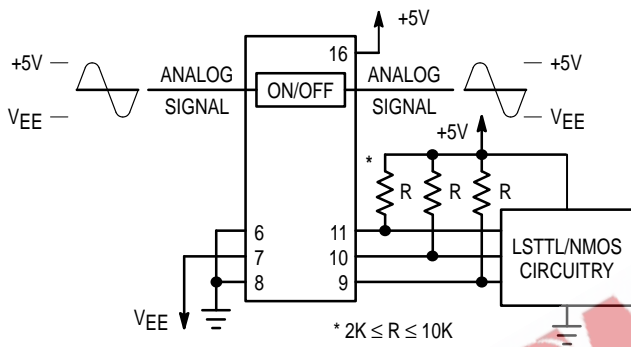 +5V
16
+5V
ANALOG
SIGNAL
VEE
ON/OFF
ANALOG
SIGNAL
+5V
VEE
+5V
*
R
R
R
6
11
LSTTL/NMOS
CIRCUITRY
7
10
8
9
VEE
* 2K ≤ R ≤ 10K